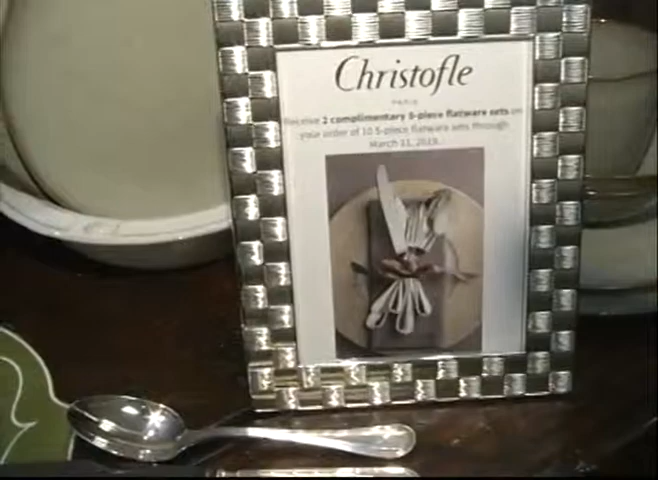 Christofle
PARIS
Receive 2 complimentary 5-piece flatware sets on
your order of 10 5-piece flatware sets through
March 31, 2019.